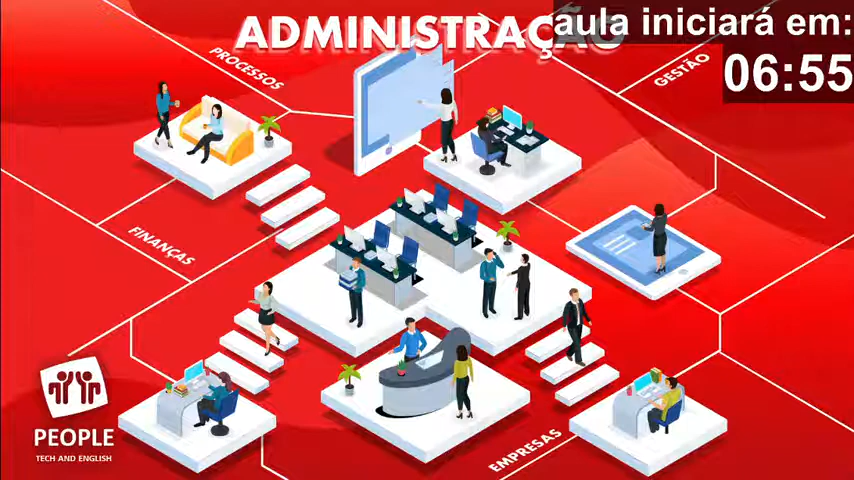 ADMINISTRAÇÃO
aula iniciará em:
06:55
PROCESSOS
GESTÃO
FINANÇAS
EMPRESAS
PEOPLE
TECH AND ENGLISH